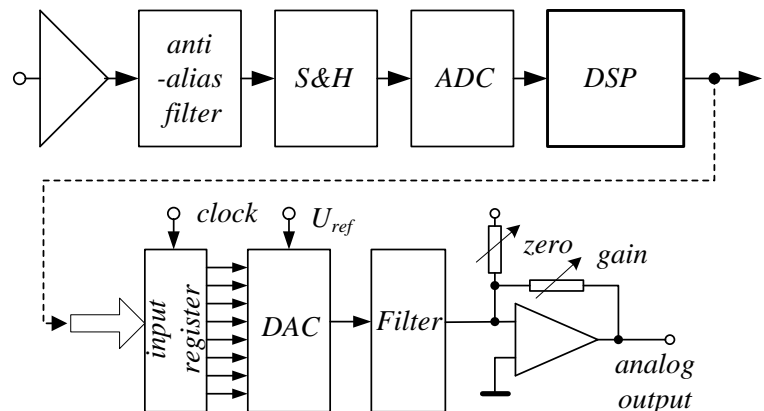 anti
-alias
filter
S&H
ADC
DSP
clock
U_ref
zero
gain
input
register
DAC
Filter
analog
output